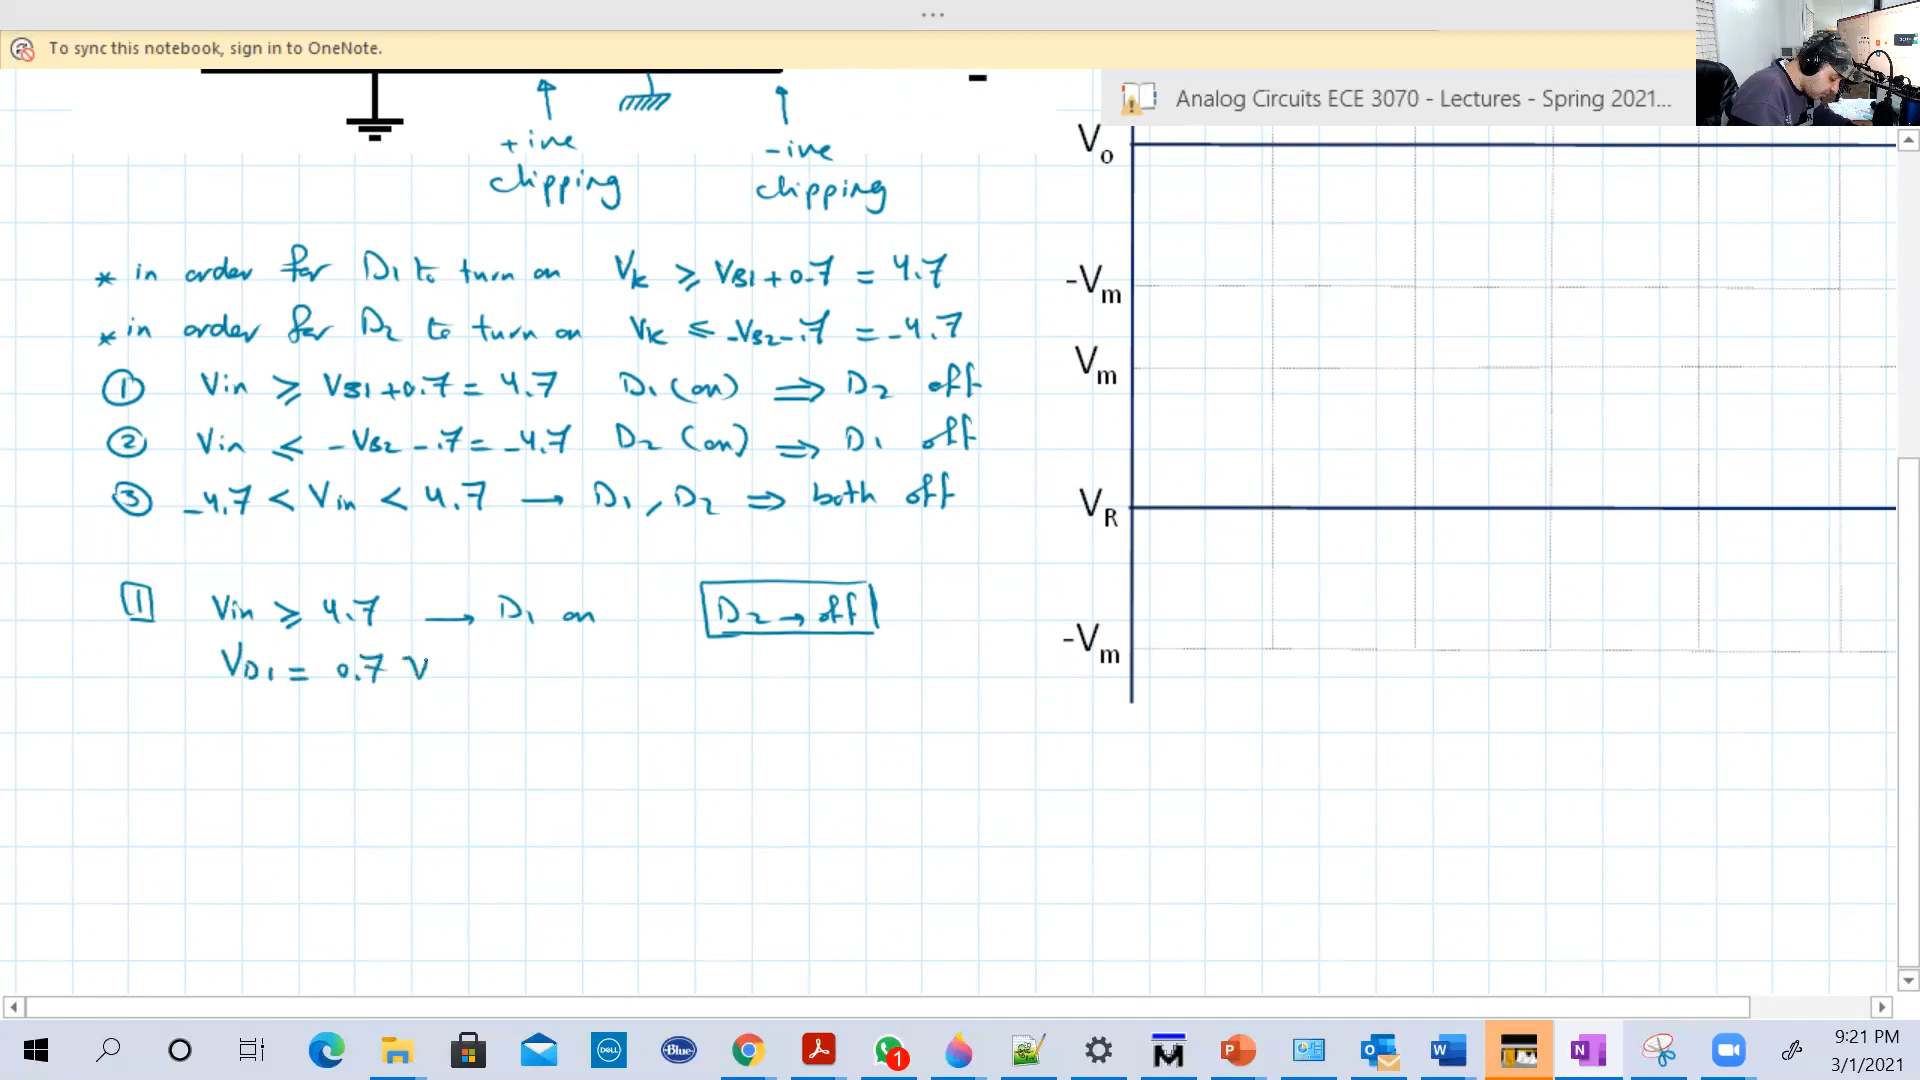 To sync this notebook, sign in to OneNote.
Analog Circuits ECE 3070 - Lectures - Spring 2021...
+ive clipping
-ive clipping
* in order for D1 to turn on VK ≥ VB1 + 0.7 = 4.7
* in order for D2 to turn on VK ≤ -VB2 - .7 = -4.7
① Vin ≥ VB1 + 0.7 = 4.7 D1 (on) ⟹ D2 off
② Vin ≤ - VB2 - .7 = -4.7 D2 (on) ⟹ D1 off
③ -4.7 < Vin < 4.7 → D1, D2 ⟹ both off
1 Vin ≥ 4.7 → D1 on D2 → off
VD1 = 0.7 V
Vo
-Vm
Vm
VR
-Vm
DELL
Blue
1
9:21 PM
3/1/2021